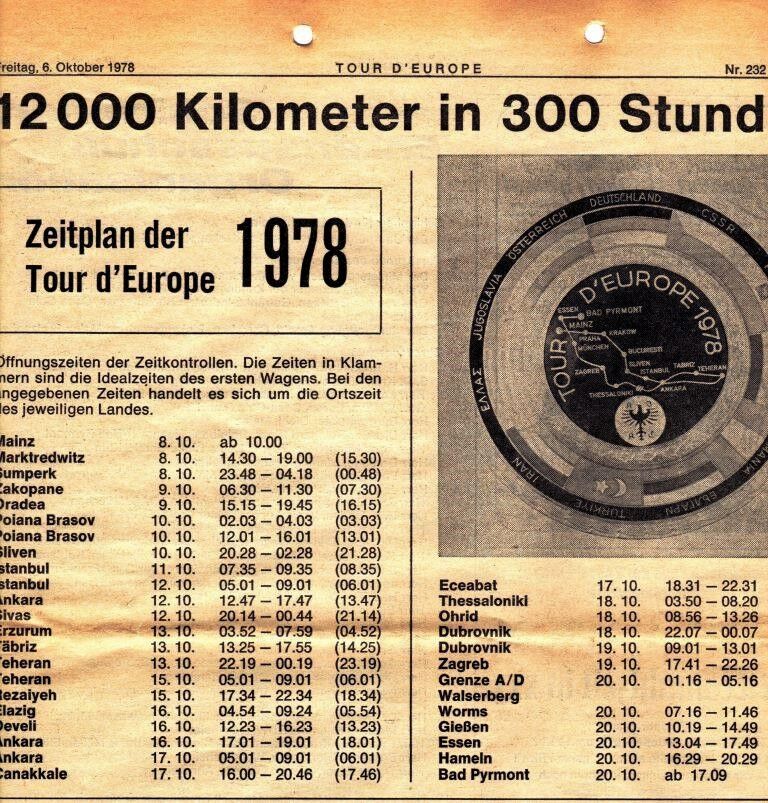 Freitag, 6. Oktober 1978 TOUR D'EUROPE Nr. 232
12 000 Kilometer in 300 Stund
Zeitplan der
Tour d'Europe
1978
Öffnungszeiten der Zeitkontrollen. Die Zeiten in Klam-
mern sind die Idealzeiten des ersten Wagens. Bei den
angegebenen Zeiten handelt es sich um die Ortszeit
des jeweiligen Landes.
Mainz 8. 10. ab 10.00
Marktredwitz 8. 10. 14.30 — 19.00 (15.30)
Sumperk 8. 10. 23.48 — 04.18 (00.48)
Zakopane 9. 10. 06.30 — 11.30 (07.30)
Oradea 9. 10. 15.15 — 19.45 (16.15)
Poiana Brasov 10. 10. 02.03 — 04.03 (03.03)
Poiana Brasov 10. 10. 12.01 — 16.01 (13.01)
Sliven 10. 10. 20.28 — 02.28 (21.28)
Istanbul 11. 10. 07.35 — 09.35 (08.35)
Istanbul 12. 10. 05.01 — 09.01 (06.01)
Ankara 12. 10. 12.47 — 17.47 (13.47)
Sivas 12. 10. 20.14 — 00.44 (21.14)
Erzurum 13. 10. 03.52 — 07.59 (04.52)
Täbriz 13. 10. 13.25 — 17.55 (14.25)
Teheran 13. 10. 22.19 — 00.19 (23.19)
Teheran 15. 10. 05.01 — 09.01 (06.01)
Rezaiyeh 15. 10. 17.34 — 22.34 (18.34)
Elazig 16. 10. 04.54 — 09.24 (05.54)
Develi 16. 10. 12.23 — 16.23 (13.23)
Ankara 16. 10. 17.01 — 19.01 (18.01)
Ankara 17. 10. 05.01 — 09.01 (06.01)
Canakkale 17. 10. 16.00 — 20.46 (17.46)
DEUTSCHLAND
CSSR
ÖSTERREICH
JUGOSLAVIA
ΕΛΛΑΣ
IRAN
TÜRKIYE
БЪЛГАРИЯ
TOUR D'EUROPE 1978
ESSEN
BAD PYRMONT
MAINZ
PRAHA
KRAKOW
MÜNCHEN
BUCURESTI
ZAGREB
SLIVEN
ISTANBUL
TABRIZ
TEHERAN
THESSALONIKI
ANKARA
Eceabat 17. 10. 18.31 — 22.31
Thessaloniki 18. 10. 03.50 — 08.20
Ohrid 18. 10. 08.56 — 13.26
Dubrovnik 18. 10. 22.07 — 00.07
Dubrovnik 19. 10. 09.01 — 13.01
Zagreb 19. 10. 17.41 — 22.26
Grenze A/D 20. 10. 01.16 — 05.16
Walserberg
Worms 20. 10. 07.16 — 11.46
Gießen 20. 10. 10.19 — 14.49
Essen 20. 10. 13.04 — 17.49
Hameln 20. 10. 16.29 — 20.29
Bad Pyrmont 20. 10. ab 17.09